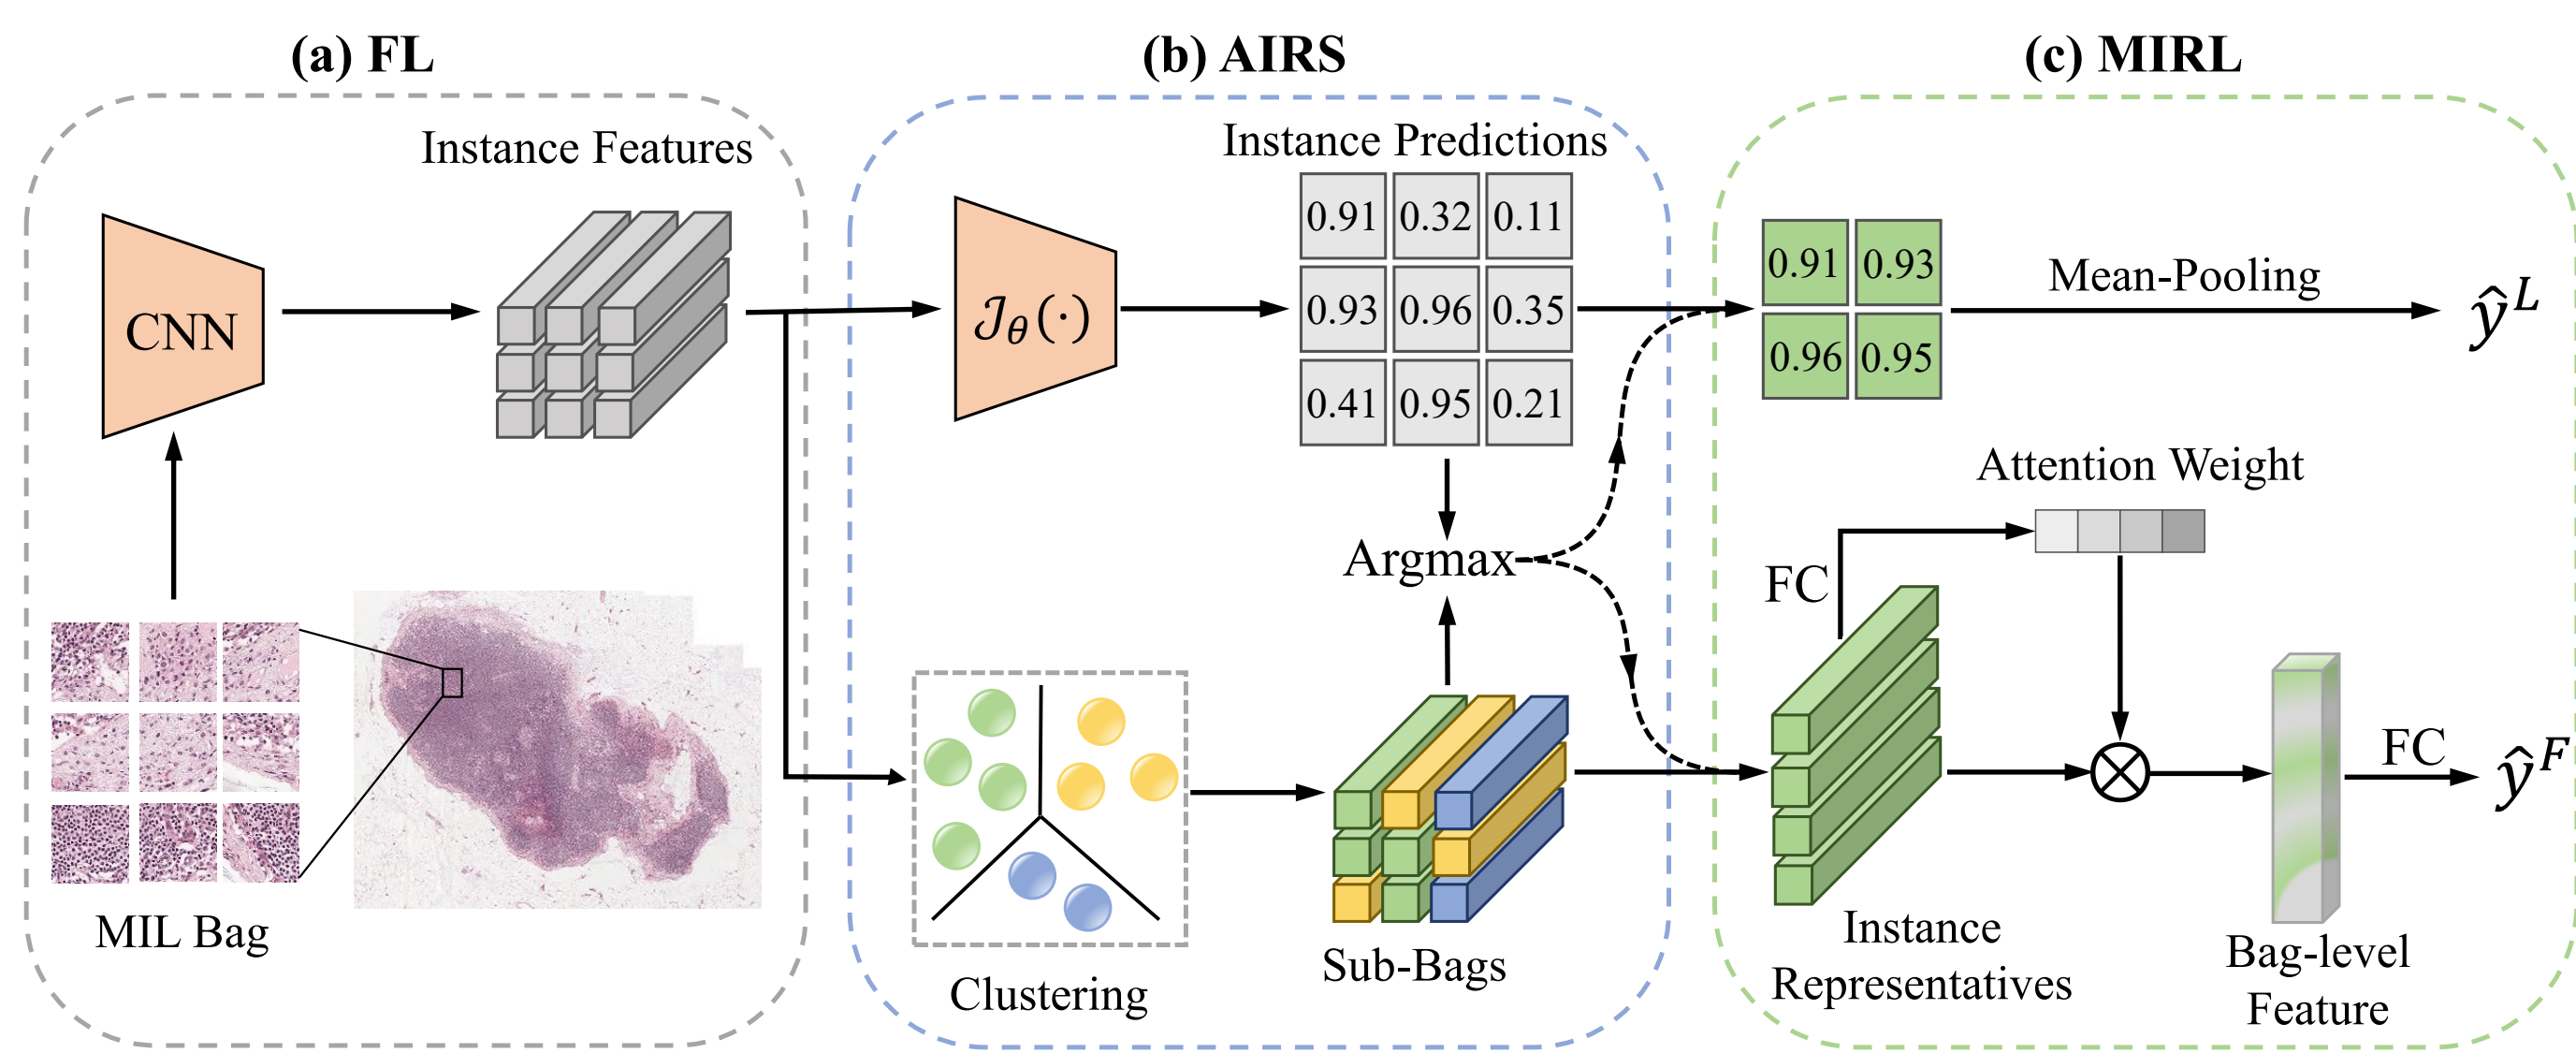 (a) FL
Instance Features
CNN
MIL Bag
(b) AIRS
Instance Predictions
𝒥θ(·)
0.91 0.32 0.11
0.93 0.96 0.35
0.41 0.95 0.21
Argmax
Clustering
Sub-Bags
(c) MIRL
0.91 0.93
0.96 0.95
Mean-Pooling
ŷ^L
Attention Weight
FC
Instance
Representatives
Bag-level
Feature
FC
ŷ^F